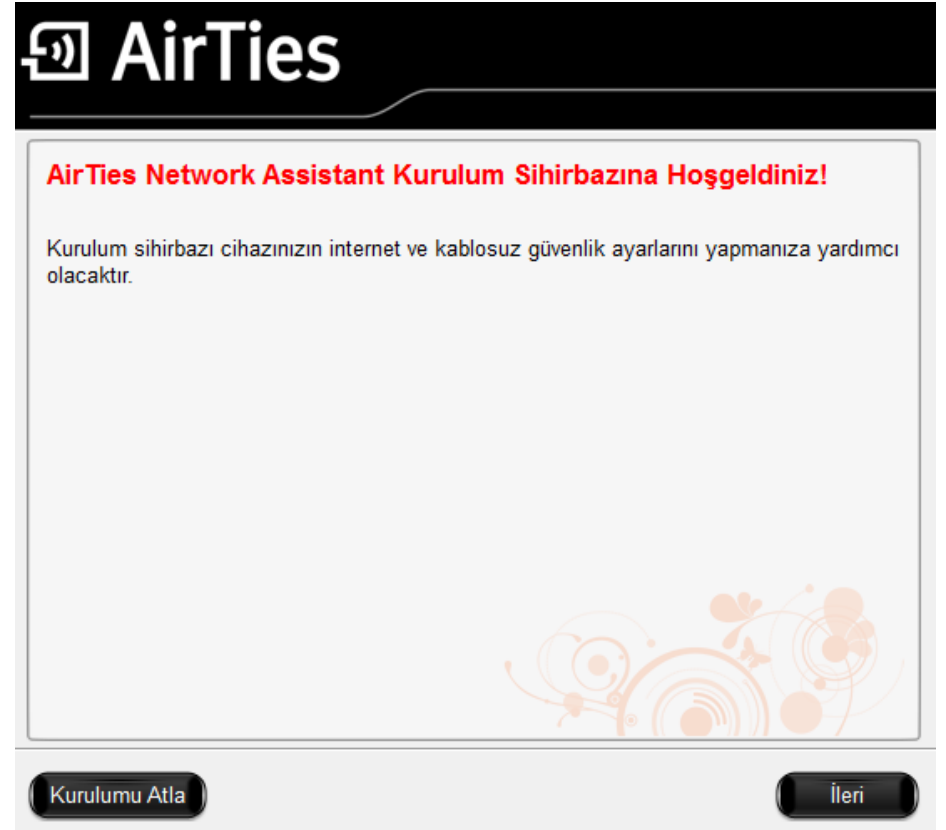 AirTies
AirTies Network Assistant Kurulum Sihirbazına Hoşgeldiniz!
Kurulum sihirbazı cihazınızın internet ve kablosuz güvenlik ayarlarını yapmanıza yardımcı
olacaktır.
Kurulumu Atla
İleri